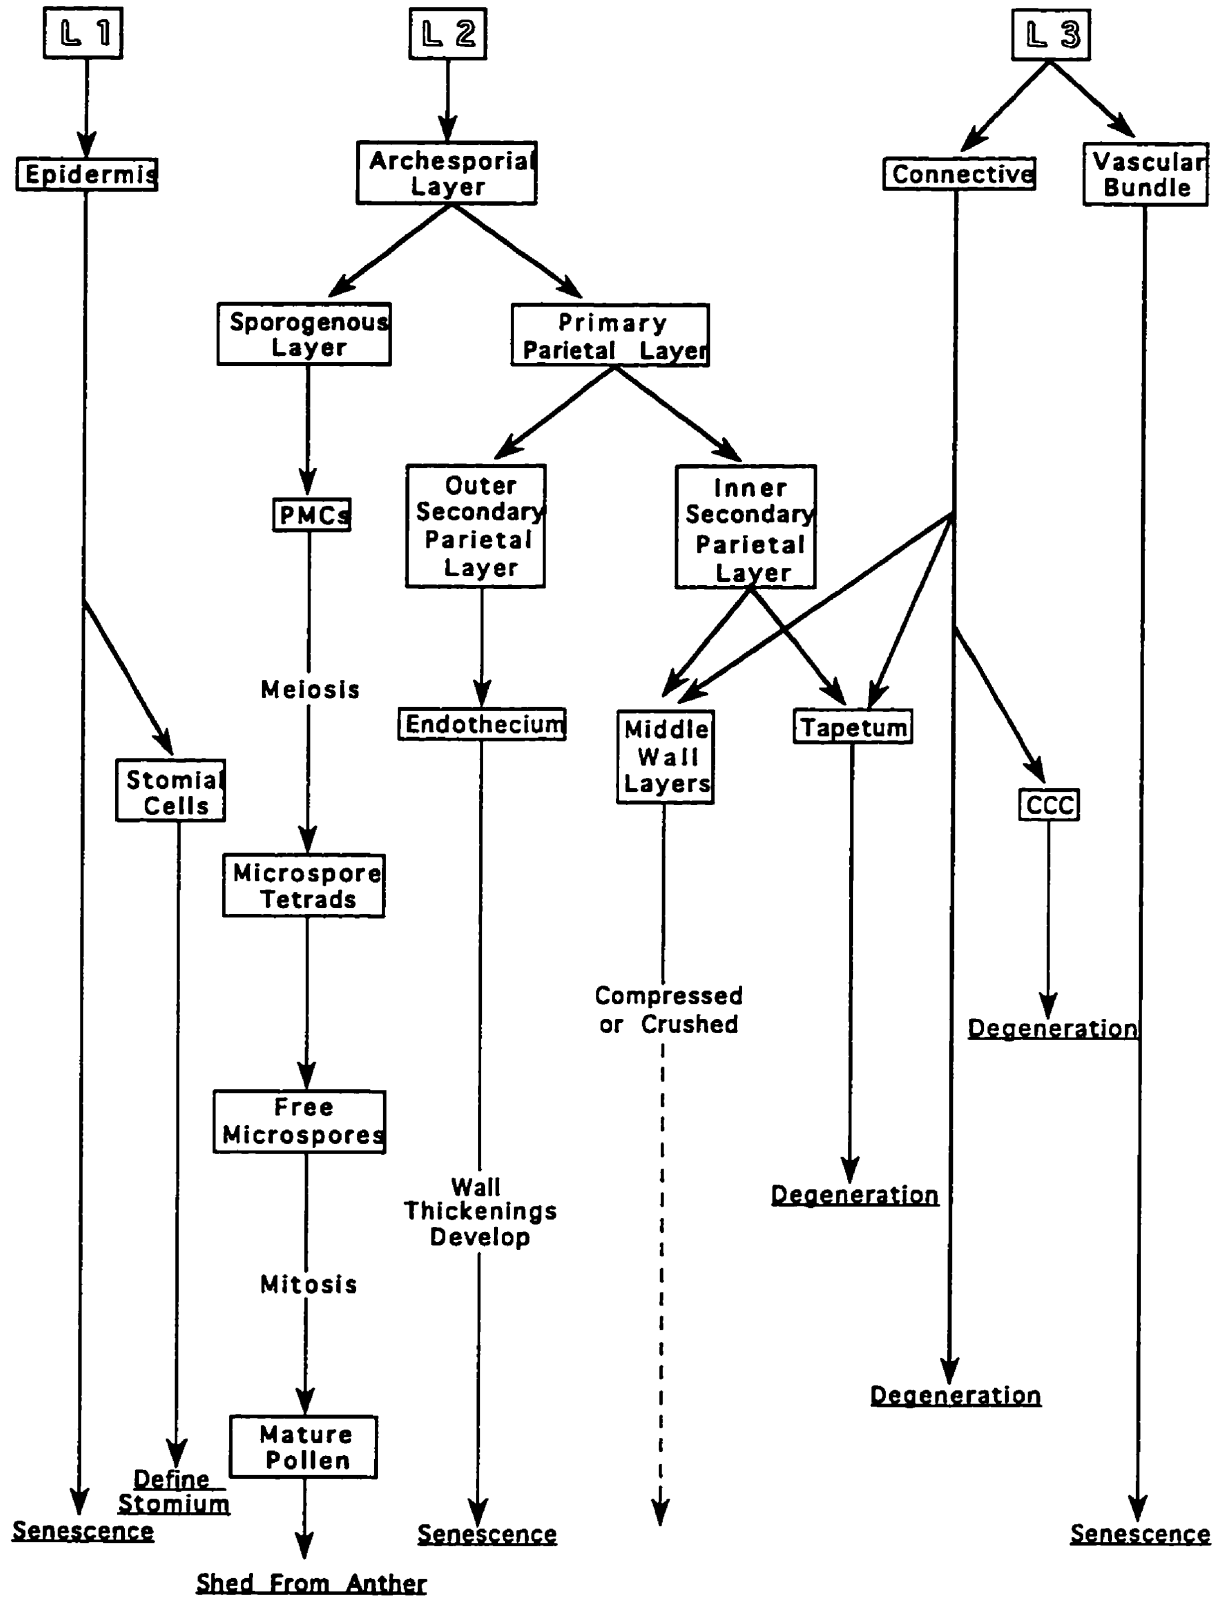 L 1
L 2
L 3
Epidermis
Archesporial
Layer
Connective
Vascular
Bundle
Sporogenous
Layer
Primary
Parietal Layer
PMCs
Outer
Secondary
Parietal
Layer
Inner
Secondary
Parietal
Layer
Meiosis
Endothecium
Middle
Wall
Layers
Tapetum
Stomial
Cells
CCC
Microspore
Tetrads
Compressed
or Crushed
Degeneration
Free
Microspores
Wall
Thickenings
Develop
Degeneration
Mitosis
Degeneration
Mature
Pollen
Define
Stomium
Senescence
Senescence
Senescence
Shed From Anther